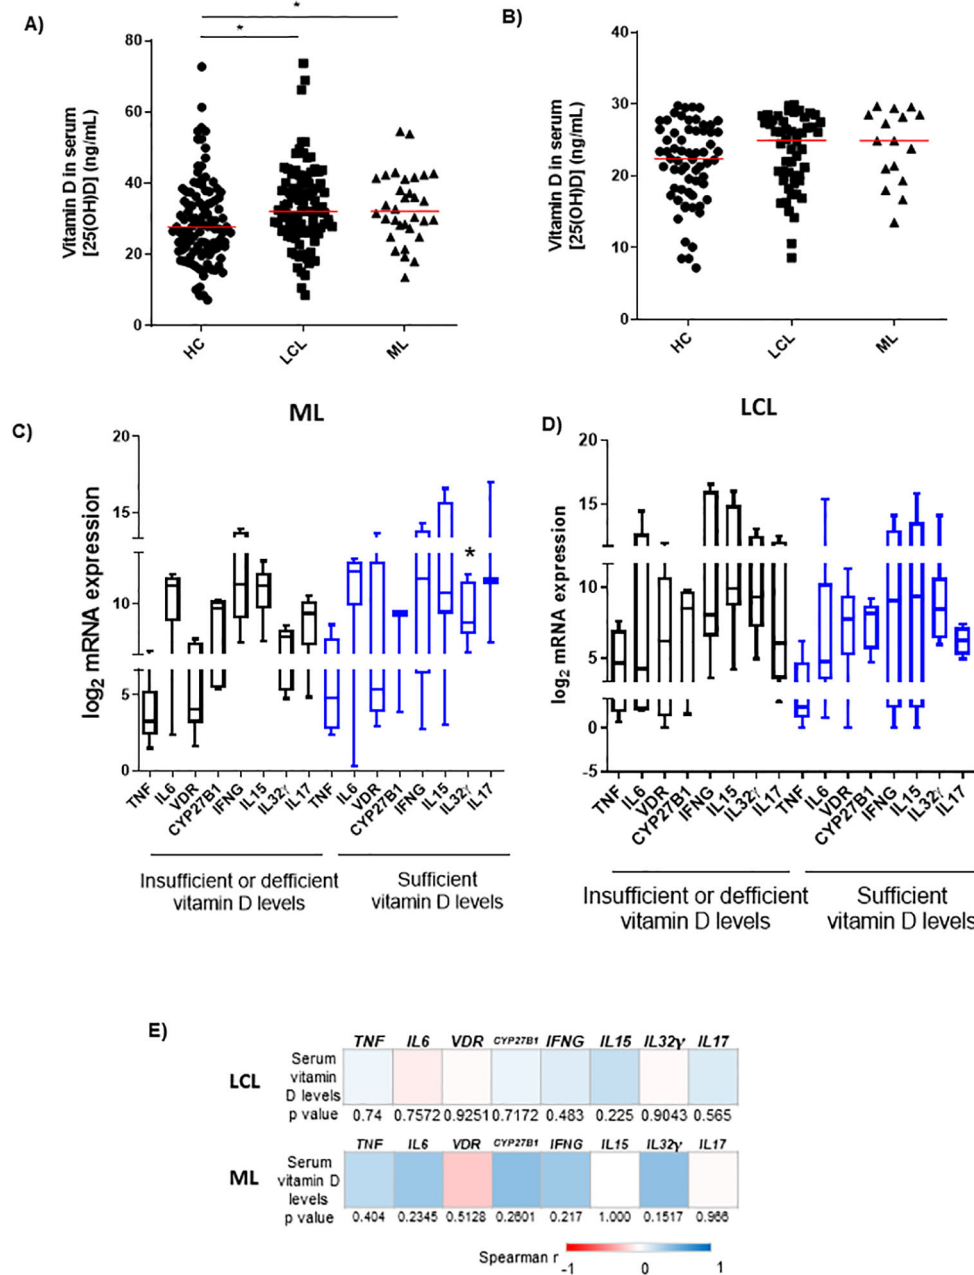 A)
*
*
Vitamin D in serum
[25(OH)D] (ng/mL)
80
60
40
20
0
HC
LCL
ML
B)
Vitamin D in serum
[25(OH)D] (ng/mL)
40
30
20
10
0
HC
LCL
ML
C)
ML
log2 mRNA expression
20
15
10
5
0
*
TNF
IL6
VDR
CYP27B1
IFNG
IL15
IL32γ
IL17
TNF
IL6
VDR
CYP27B1
IFNG
IL15
IL32γ
IL17
Insufficient or defficient
vitamin D levels
Sufficient
vitamin D levels
D)
LCL
log2 mRNA expression
20
15
10
5
0
-5
TNF
IL6
VDR
CYP27B1
IFNG
IL15
IL32γ
IL17
TNF
IL6
VDR
CYP27B1
IFNG
IL15
IL32γ
IL17
Insufficient or defficient
vitamin D levels
Sufficient
vitamin D levels
E)
TNF IL6 VDR CYP27B1 IFNG IL15 IL32γ IL17
LCL
Serum
vitamin
D levels
p value 0.74 0.7572 0.9251 0.7172 0.483 0.225 0.9043 0.565
TNF IL6 VDR CYP27B1 IFNG IL15 IL32γ IL17
ML
Serum
vitamin D
levels
p value 0.404 0.2345 0.5128 0.2601 0.217 1.000 0.1517 0.966
Spearman r
-1 0 1